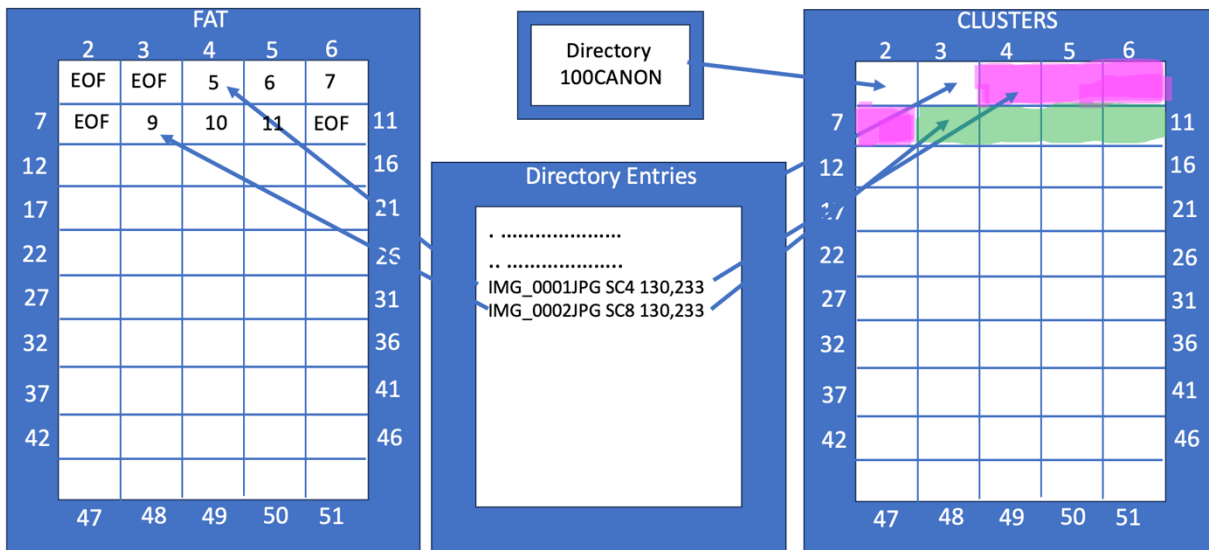 FAT
2 3 4 5 6
EOF EOF 5 6 7
7 EOF 9 10 11 EOF 11
12 16
17 21
22 26
27 31
32 36
37 41
42 46
47 48 49 50 51
Directory
100CANON
Directory Entries
. .....................
.. .....................
IMG_0001JPG SC4 130,233
IMG_0002JPG SC8 130,233
CLUSTERS
2 3 4 5 6
7 11
12 16
17 21
22 26
27 31
32 36
37 41
42 46
47 48 49 50 51